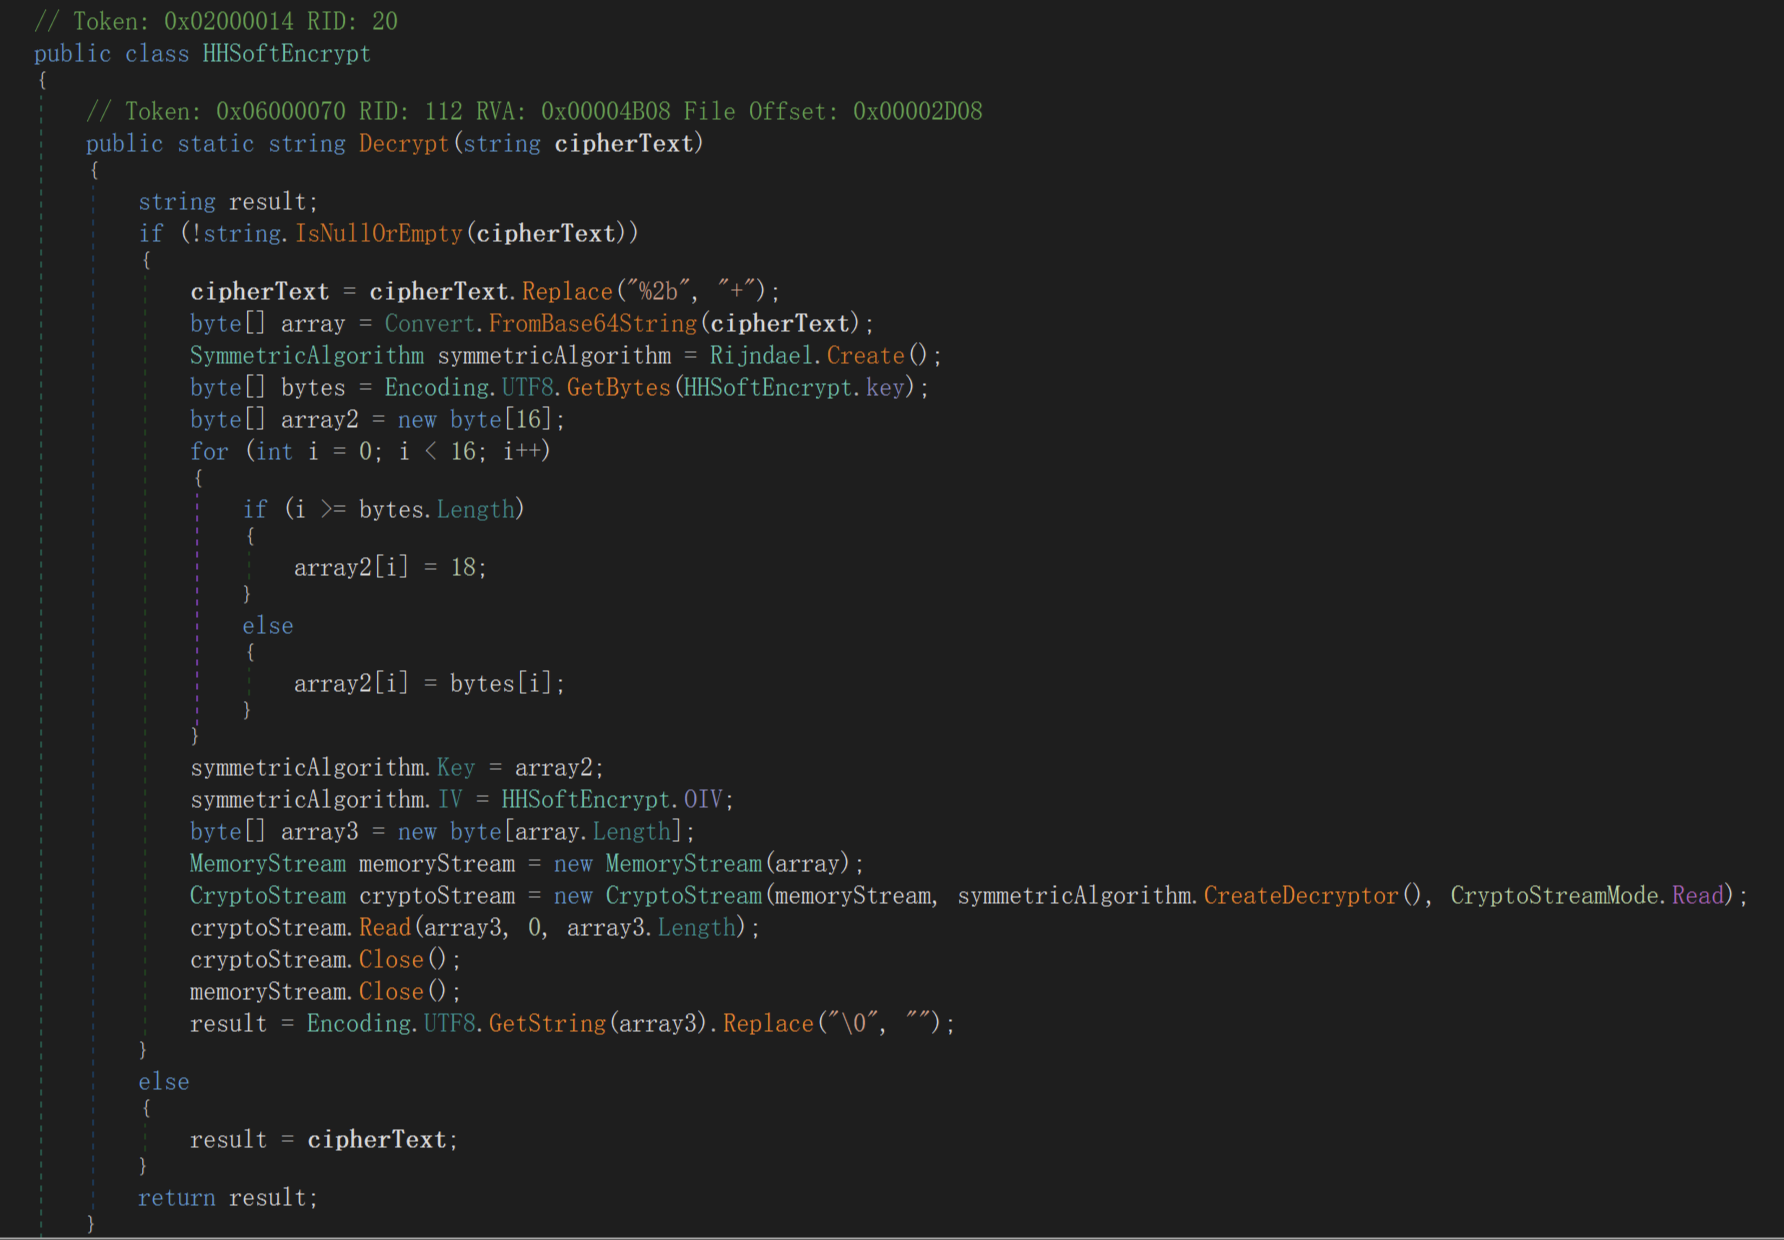 // Token: 0x02000014 RID: 20
public class HHSoftEncrypt
{
// Token: 0x06000070 RID: 112 RVA: 0x00004B08 File Offset: 0x00002D08
public static string Decrypt(string cipherText)
{
string result;
if (!string.IsNullOrEmpty(cipherText))
{
cipherText = cipherText.Replace("%2b", "+");
byte[] array = Convert.FromBase64String(cipherText);
SymmetricAlgorithm symmetricAlgorithm = Rijndael.Create();
byte[] bytes = Encoding.UTF8.GetBytes(HHSoftEncrypt.key);
byte[] array2 = new byte[16];
for (int i = 0; i < 16; i++)
{
if (i >= bytes.Length)
{
array2[i] = 18;
}
else
{
array2[i] = bytes[i];
}
}
symmetricAlgorithm.Key = array2;
symmetricAlgorithm.IV = HHSoftEncrypt.OIV;
byte[] array3 = new byte[array.Length];
MemoryStream memoryStream = new MemoryStream(array);
CryptoStream cryptoStream = new CryptoStream(memoryStream, symmetricAlgorithm.CreateDecryptor(), CryptoStreamMode.Read);
cryptoStream.Read(array3, 0, array3.Length);
cryptoStream.Close();
memoryStream.Close();
result = Encoding.UTF8.GetString(array3).Replace("\0", "");
}
else
{
result = cipherText;
}
return result;
}